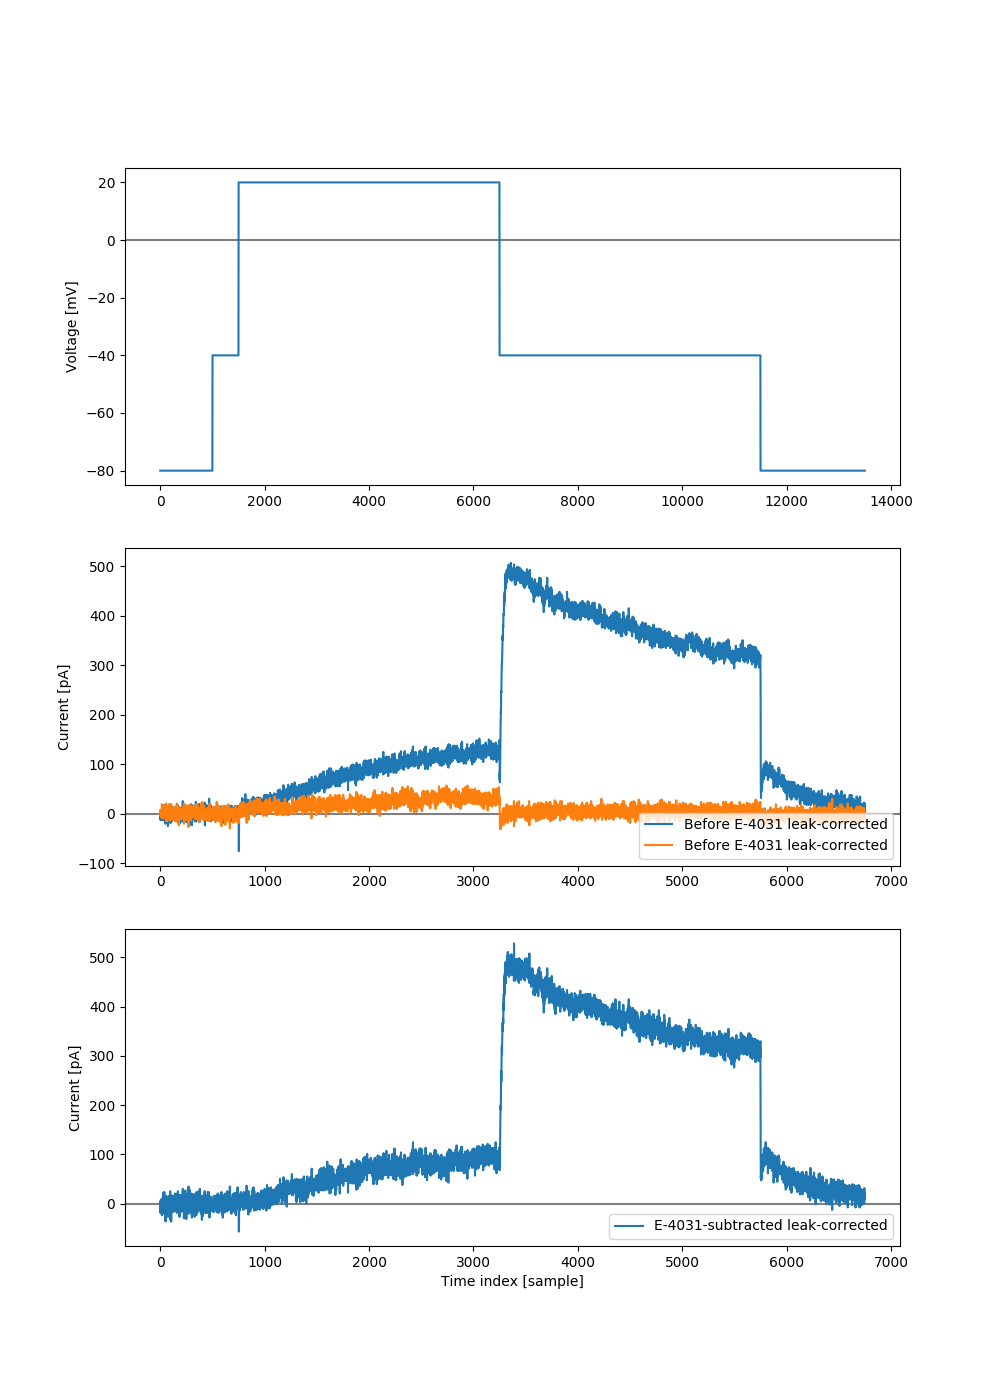 20
0
−20
−40
−60
−80
Voltage [mV]
0 2000 4000 6000 8000 10000 12000 14000
500
400
300
200
100
0
−100
Current [pA]
Before E-4031 leak-corrected
Before E-4031 leak-corrected
0 1000 2000 3000 4000 5000 6000 7000
500
400
300
200
100
0
Current [pA]
E-4031-subtracted leak-corrected
0 1000 2000 3000 4000 5000 6000 7000
Time index [sample]